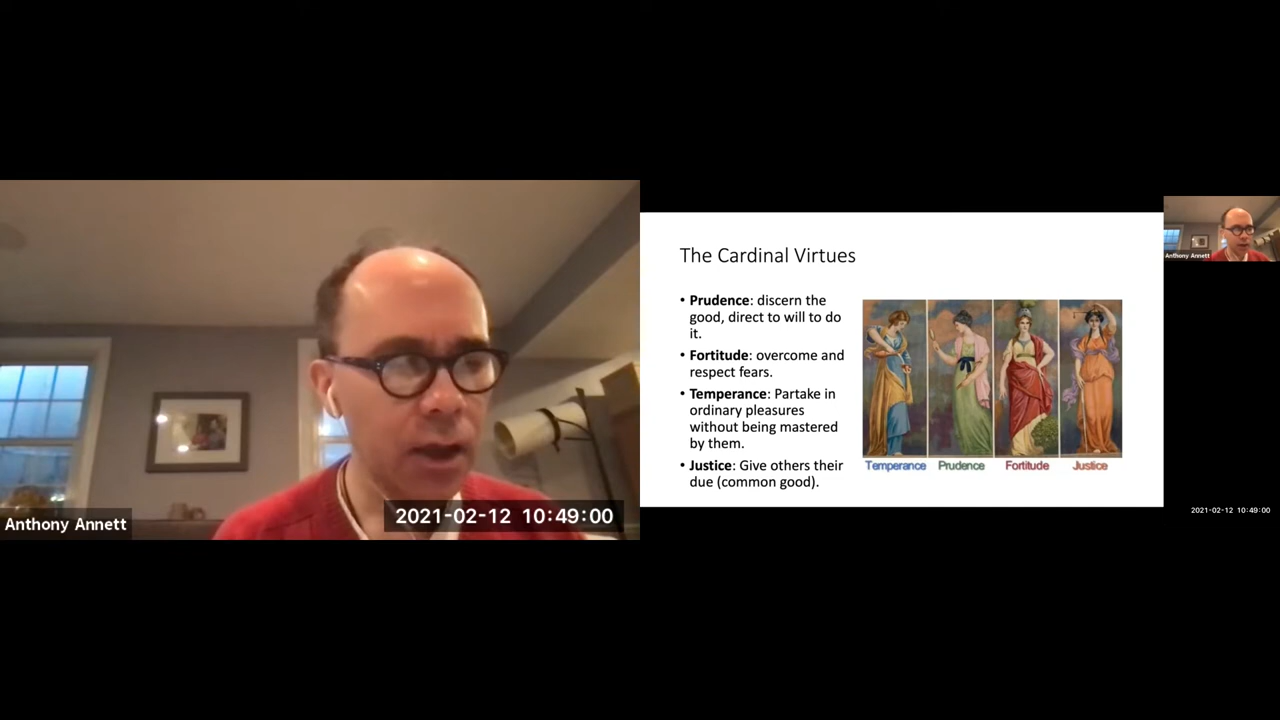 Anthony Annett
2021-02-12 10:49:00
The Cardinal Virtues
• Prudence: discern the
good, direct to will to do
it.
• Fortitude: overcome and
respect fears.
• Temperance: Partake in
ordinary pleasures
without being mastered
by them.
• Justice: Give others their
due (common good).
Temperance Prudence Fortitude Justice
Anthony Annett
2021-02-12 10:49:00